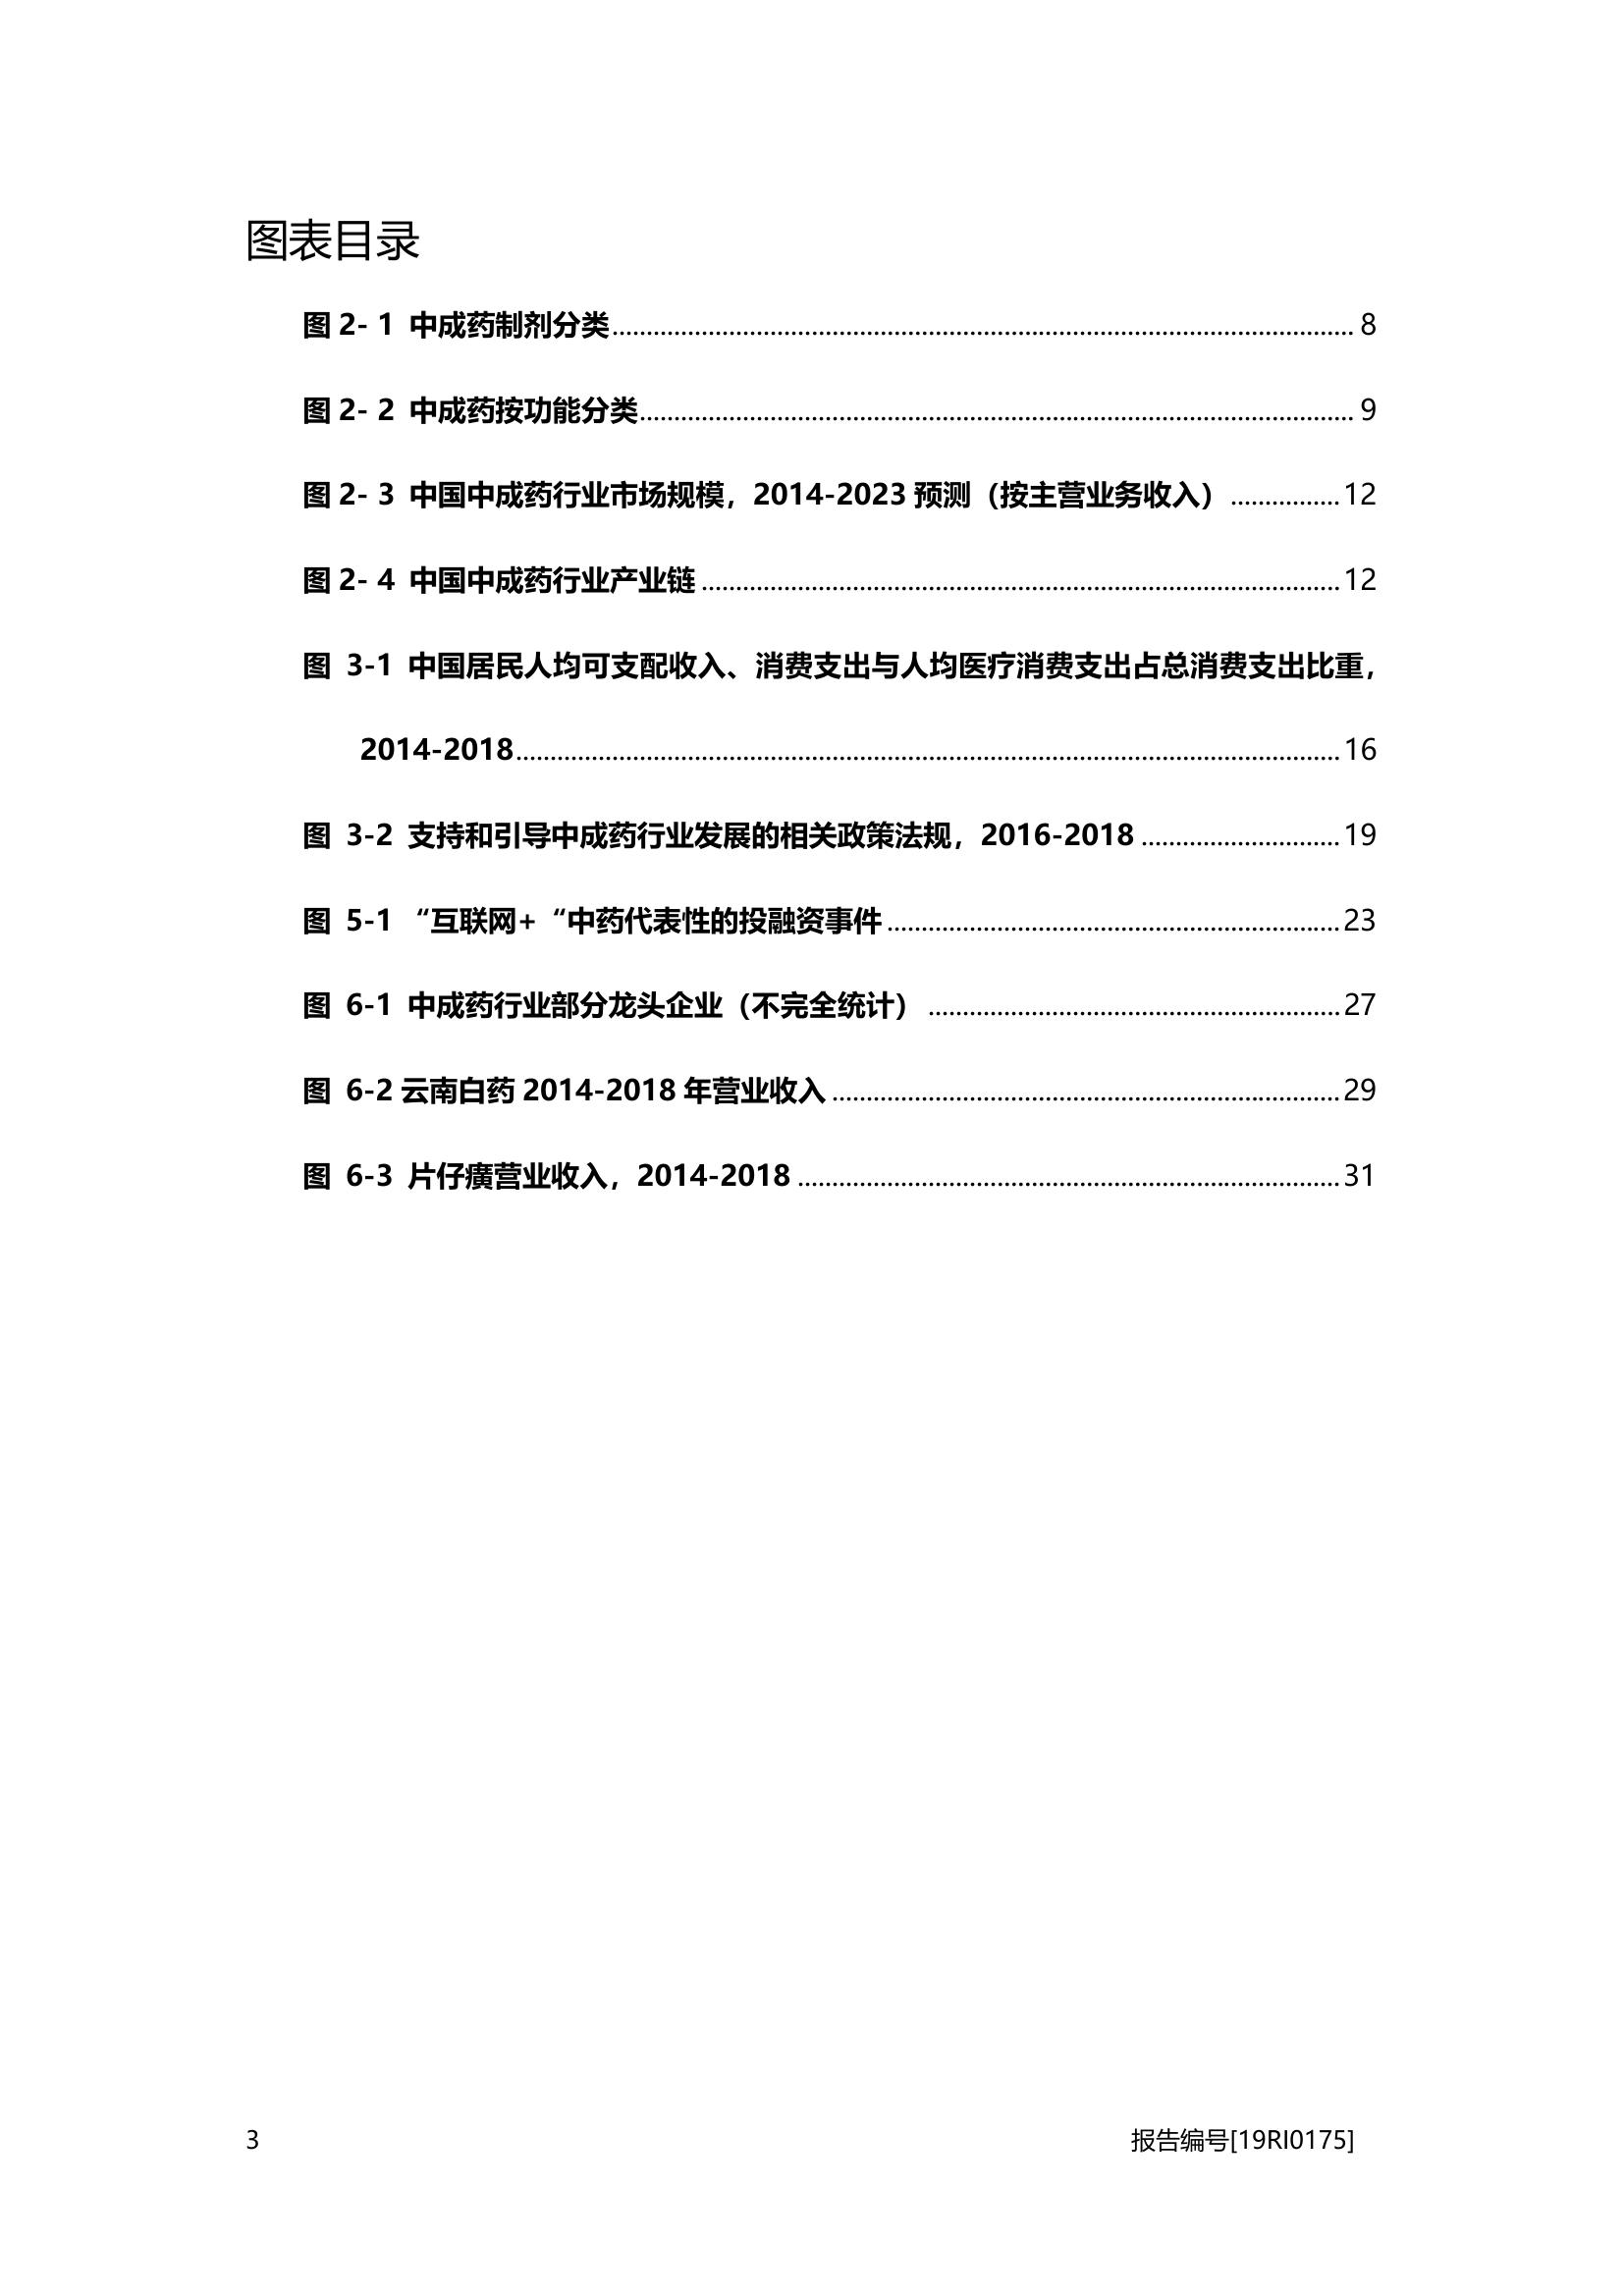 图表目录
图 2- 1 中成药制剂分类........ 8
图 2- 2 中成药按功能分类........ 9
图 2- 3 中国中成药行业市场规模，2014-2023 预测（按主营业务收入）........12
图 2- 4 中国中成药行业产业链........12
图 3-1 中国居民人均可支配收入、消费支出与人均医疗消费支出占总消费支出比重，
2014-2018........16
图 3-2 支持和引导中成药行业发展的相关政策法规，2016-2018........19
图 5-1 “互联网+“中药代表性的投融资事件........23
图 6-1 中成药行业部分龙头企业（不完全统计）........27
图 6-2 云南白药 2014-2018 年营业收入........29
图 6-3 片仔癀营业收入，2014-2018........31
3 报告编号[19RI0175]